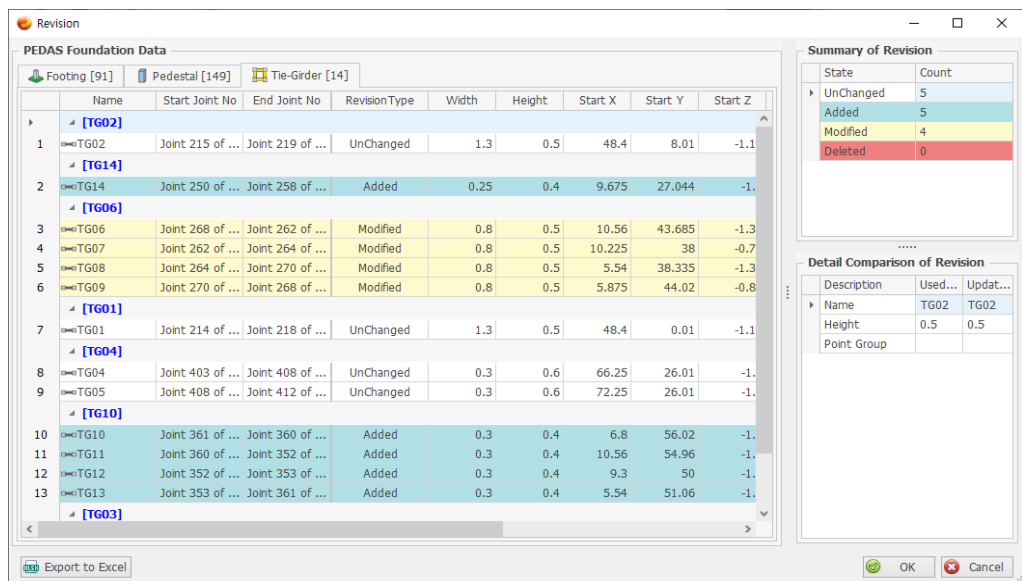 Revision
PEDAS Foundation Data
Footing [91] Pedestal [149] Tie-Girder [14]
Name Start Joint No End Joint No RevisionType Width Height Start X Start Y Start Z
[TG02]
1 TG02 Joint 215 of ... Joint 219 of ... UnChanged 1.3 0.5 48.4 8.01 -1.1
[TG14]
2 TG14 Joint 250 of ... Joint 258 of ... Added 0.25 0.4 9.675 27.044 -1.
[TG06]
3 TG06 Joint 268 of ... Joint 262 of ... Modified 0.8 0.5 10.56 43.685 -1.3
4 TG07 Joint 262 of ... Joint 264 of ... Modified 0.8 0.5 10.225 38 -0.7
5 TG08 Joint 264 of ... Joint 270 of ... Modified 0.8 0.5 5.54 38.335 -1.3
6 TG09 Joint 270 of ... Joint 268 of ... Modified 0.8 0.5 5.875 44.02 -0.8
[TG01]
7 TG01 Joint 214 of ... Joint 218 of ... UnChanged 1.3 0.5 48.4 0.01 -1.1
[TG04]
8 TG04 Joint 403 of ... Joint 408 of ... UnChanged 0.3 0.6 66.25 26.01 -1.
9 TG05 Joint 408 of ... Joint 412 of ... UnChanged 0.3 0.6 72.25 26.01 -1.
[TG10]
10 TG10 Joint 361 of ... Joint 360 of ... Added 0.3 0.4 6.8 56.02 -1.
11 TG11 Joint 360 of ... Joint 352 of ... Added 0.3 0.4 10.56 54.96 -1.
12 TG12 Joint 352 of ... Joint 353 of ... Added 0.3 0.4 9.3 50 -1.
13 TG13 Joint 353 of ... Joint 361 of ... Added 0.3 0.4 5.54 51.06 -1.
[TG03]
Summary of Revision
State Count
UnChanged 5
Added 5
Modified 4
Deleted 0
Detail Comparison of Revision
Description Used... Updat...
Name TG02 TG02
Height 0.5 0.5
Point Group
Export to Excel OK Cancel